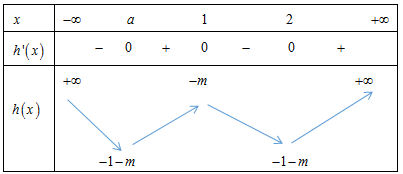 x −∞ a 1 2 +∞
h'(x) − 0 + 0 − 0 +
+∞ −m +∞
h(x)
−1−m −1−m